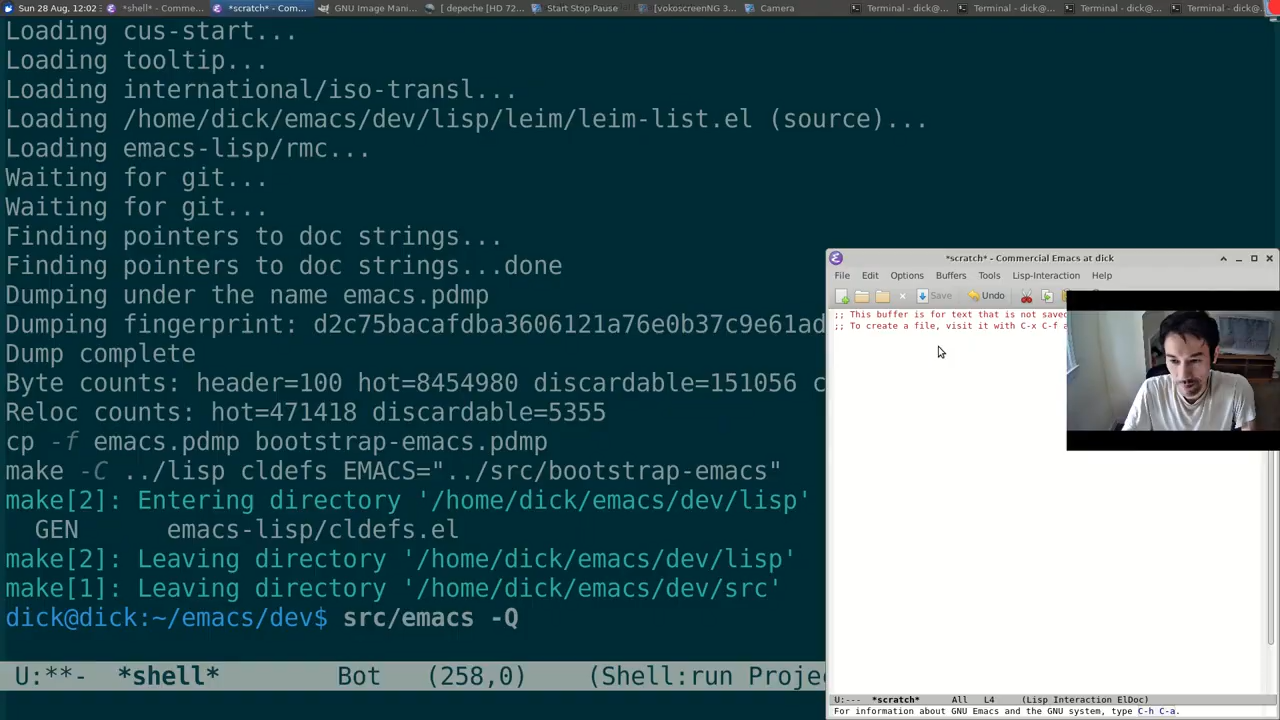 Sun 28 Aug, 12:02 *shell* - Comme... *scratch* - Com... GNU Image Mani... [ depeche [HD 72... Start Stop Pause [vokoscreenNG 3.... Camera Terminal - dick@... Terminal - dick@... Terminal - dick@... Terminal - dick@...
Loading cus-start...
Loading tooltip...
Loading international/iso-transl...
Loading /home/dick/emacs/dev/lisp/leim/leim-list.el (source)...
Loading emacs-lisp/rmc...
Waiting for git...
Waiting for git...
Finding pointers to doc strings...
Finding pointers to doc strings...done
Dumping under the name emacs.pdmp
Dumping fingerprint: d2c75bacafdba3606121a76e0b37c9e61ad
Dump complete
Byte counts: header=100 hot=8454980 discardable=151056 c
Reloc counts: hot=471418 discardable=5355
cp -f emacs.pdmp bootstrap-emacs.pdmp
make -C ../lisp cldefs EMACS="../src/bootstrap-emacs"
make[2]: Entering directory '/home/dick/emacs/dev/lisp'
GEN emacs-lisp/cldefs.el
make[2]: Leaving directory '/home/dick/emacs/dev/lisp'
make[1]: Leaving directory '/home/dick/emacs/dev/src'
dick@dick:~/emacs/dev$ src/emacs -Q
U:**- *shell* Bot (258,0) (Shell:run Projec
*scratch* - Commercial Emacs at dick
File Edit Options Buffers Tools Lisp-Interaction Help
Save Undo
;; This buffer is for text that is not saved
;; To create a file, visit it with C-x C-f a
U:--- *scratch* All L4 (Lisp Interaction ElDoc)
For information about GNU Emacs and the GNU system, type C-h C-a.